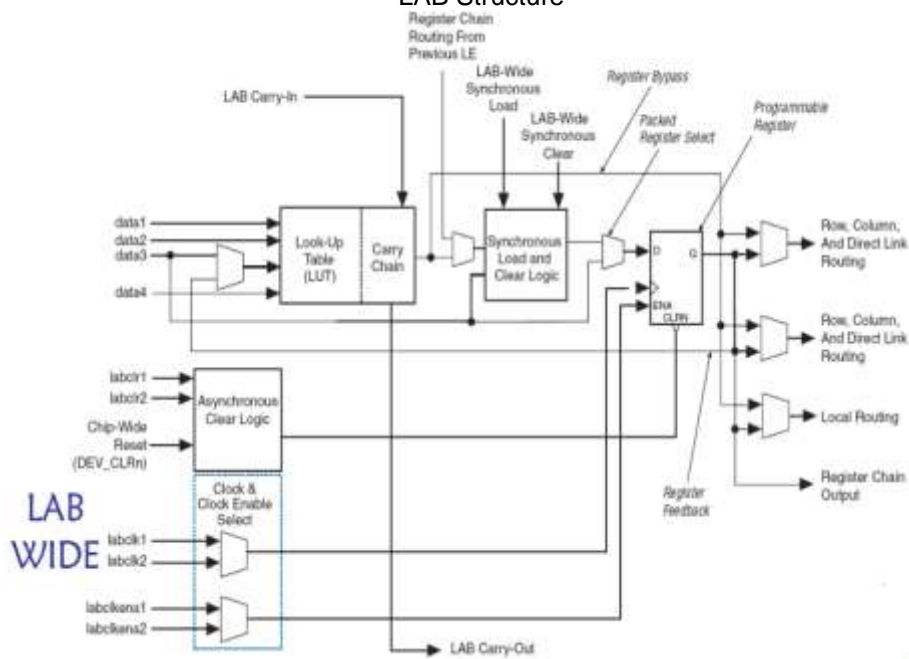 LAB Structure
Register Chain
Routing From
Previous LE
LAB-Wide
Synchronous
Load
LAB-Wide
Synchronous
Clear
Register Bypass
Packed
Register Select
Programmable
Register
LAB Carry-In
data1
data2
data3
data4
Look-Up
Table
(LUT)
Carry
Chain
Synchronous
Load and
Clear Logic
D
Q
ENA
CLRN
Row, Column,
And Direct Link
Routing
Row, Column,
And Direct Link
Routing
Local Routing
Register Chain
Output
Register
Feedback
labclr1
labclr2
Chip-Wide
Reset
(DEV_CLRn)
Asynchronous
Clear Logic
Clock &
Clock Enable
Select
LAB
WIDE
labclk1
labclk2
labclkena1
labclkena2
LAB Carry-Out